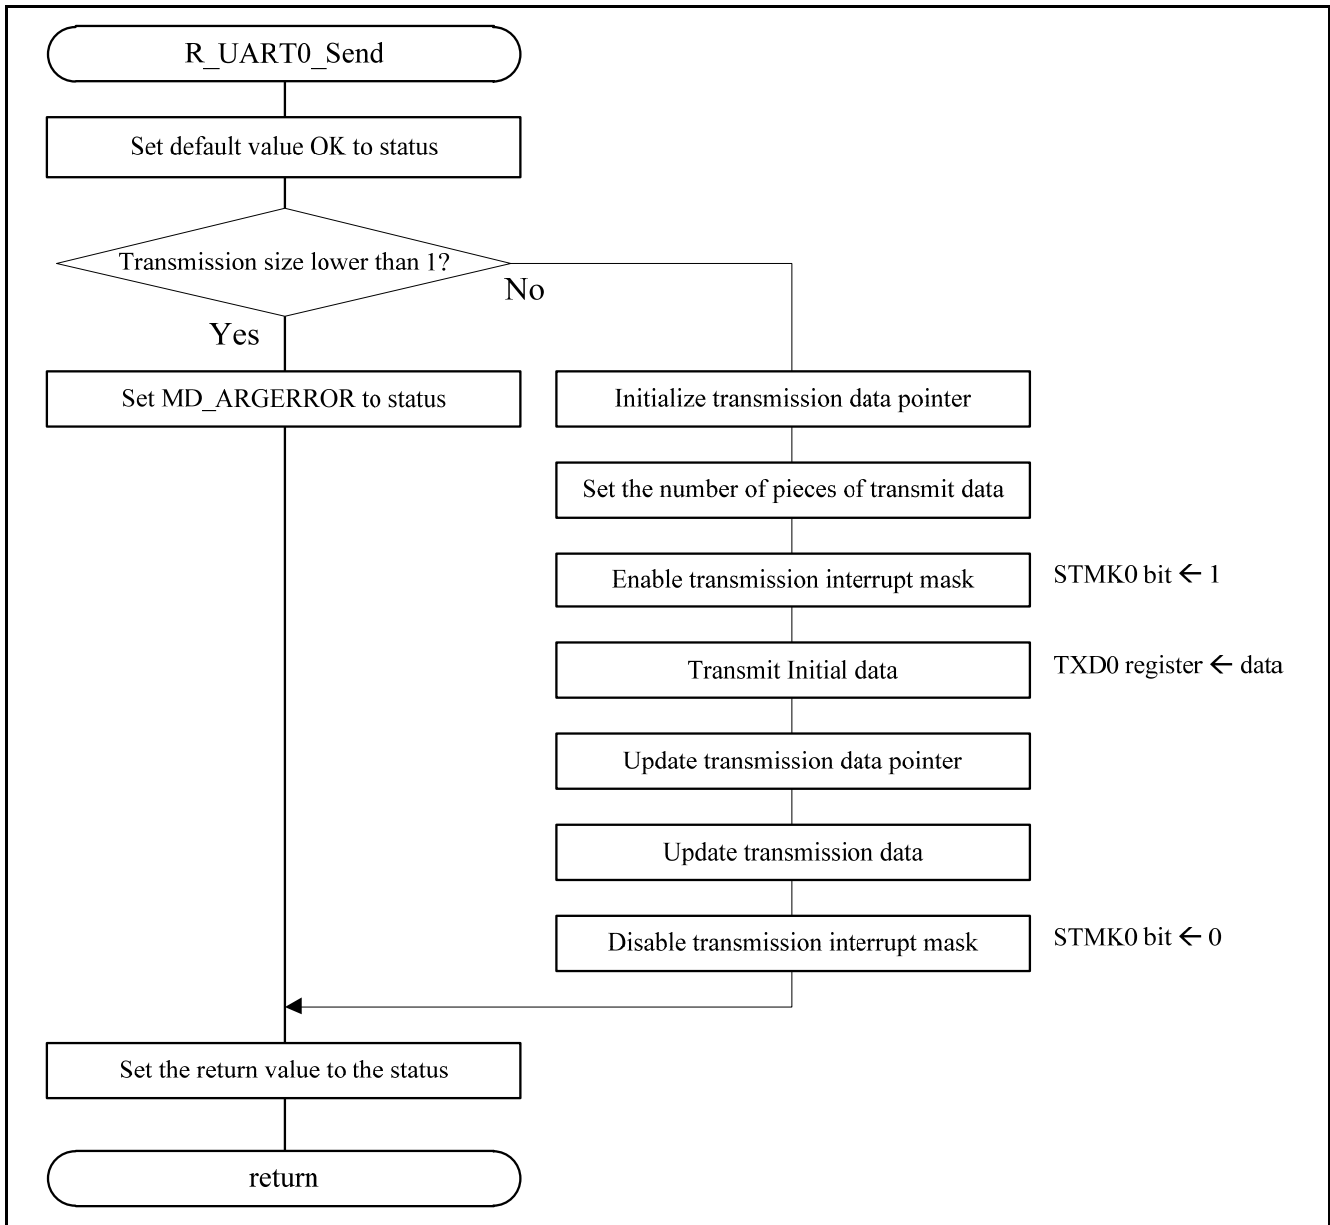 R_UART0_Send
Set default value OK to status
Transmission size lower than 1?
No
Yes
Set MD_ARGERROR to status
Initialize transmission data pointer
Set the number of pieces of transmit data
Enable transmission interrupt mask
STMK0 bit ← 1
Transmit Initial data
TXD0 register ← data
Update transmission data pointer
Update transmission data
Disable transmission interrupt mask
STMK0 bit ← 0
Set the return value to the status
return